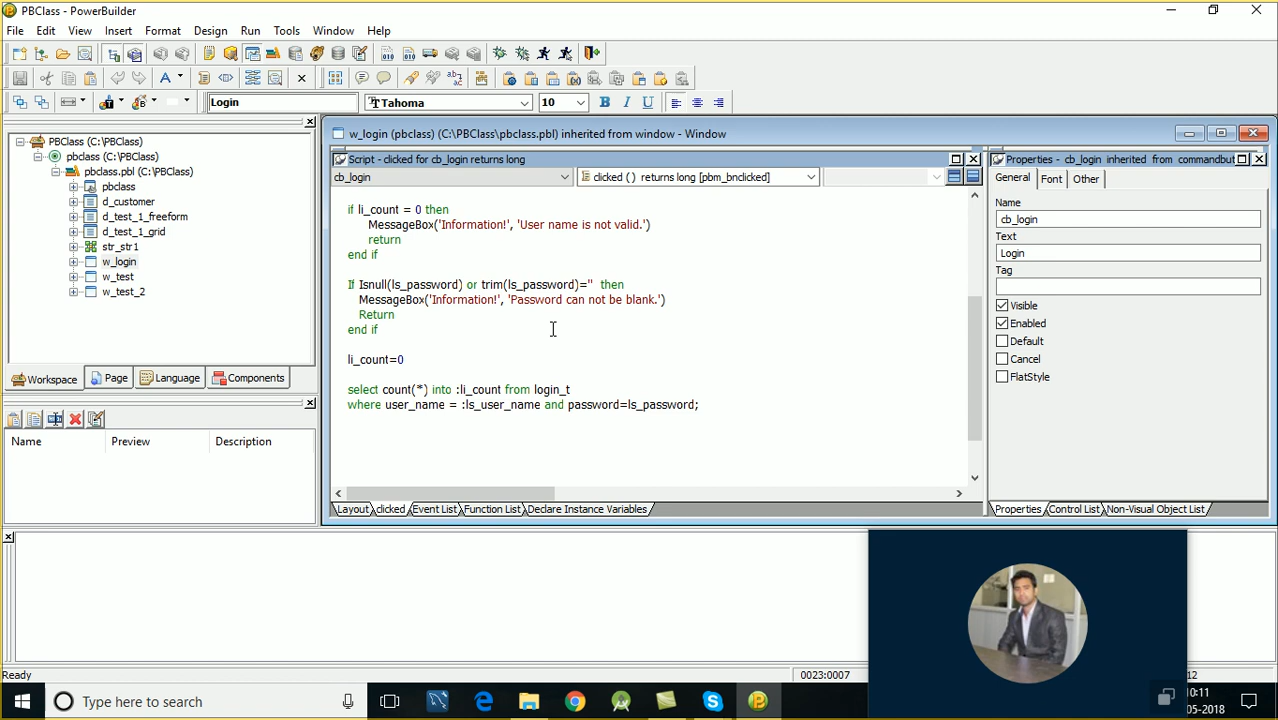 PBClass - PowerBuilder
File Edit View Insert Format Design Run Tools Window Help
Login Tahoma 10
PBClass (C:\PBClass)
pbclass (C:\PBClass)
pbclass.pbl (C:\PBClass)
pbclass
d_customer
d_test_1_freeform
d_test_1_grid
str_str1
w_login
w_test
w_test_2
Workspace Page Language Components
Name Preview Description
w_login (pbclass) (C:\PBClass\pbclass.pbl) inherited from window - Window
Script - clicked for cb_login returns long
cb_login clicked ( ) returns long [pbm_bnclicked]
if li_count = 0 then
MessageBox('Information!', 'User name is not valid.')
return
end if
If Isnull(ls_password) or trim(ls_password)='' then
MessageBox('Information!', 'Password can not be blank.')
Return
end if
li_count=0
select count(*) into :li_count from login_t
where user_name = :ls_user_name and password=ls_password;
Layout clicked Event List Function List Declare Instance Variables
Properties - cb_login inherited from commandbut
General Font Other
Name
cb_login
Text
Login
Tag
Visible
Enabled
Default
Cancel
FlatStyle
Properties Control List Non-Visual Object List
Ready 0023:0007 12
Type here to search
10:11
05-2018